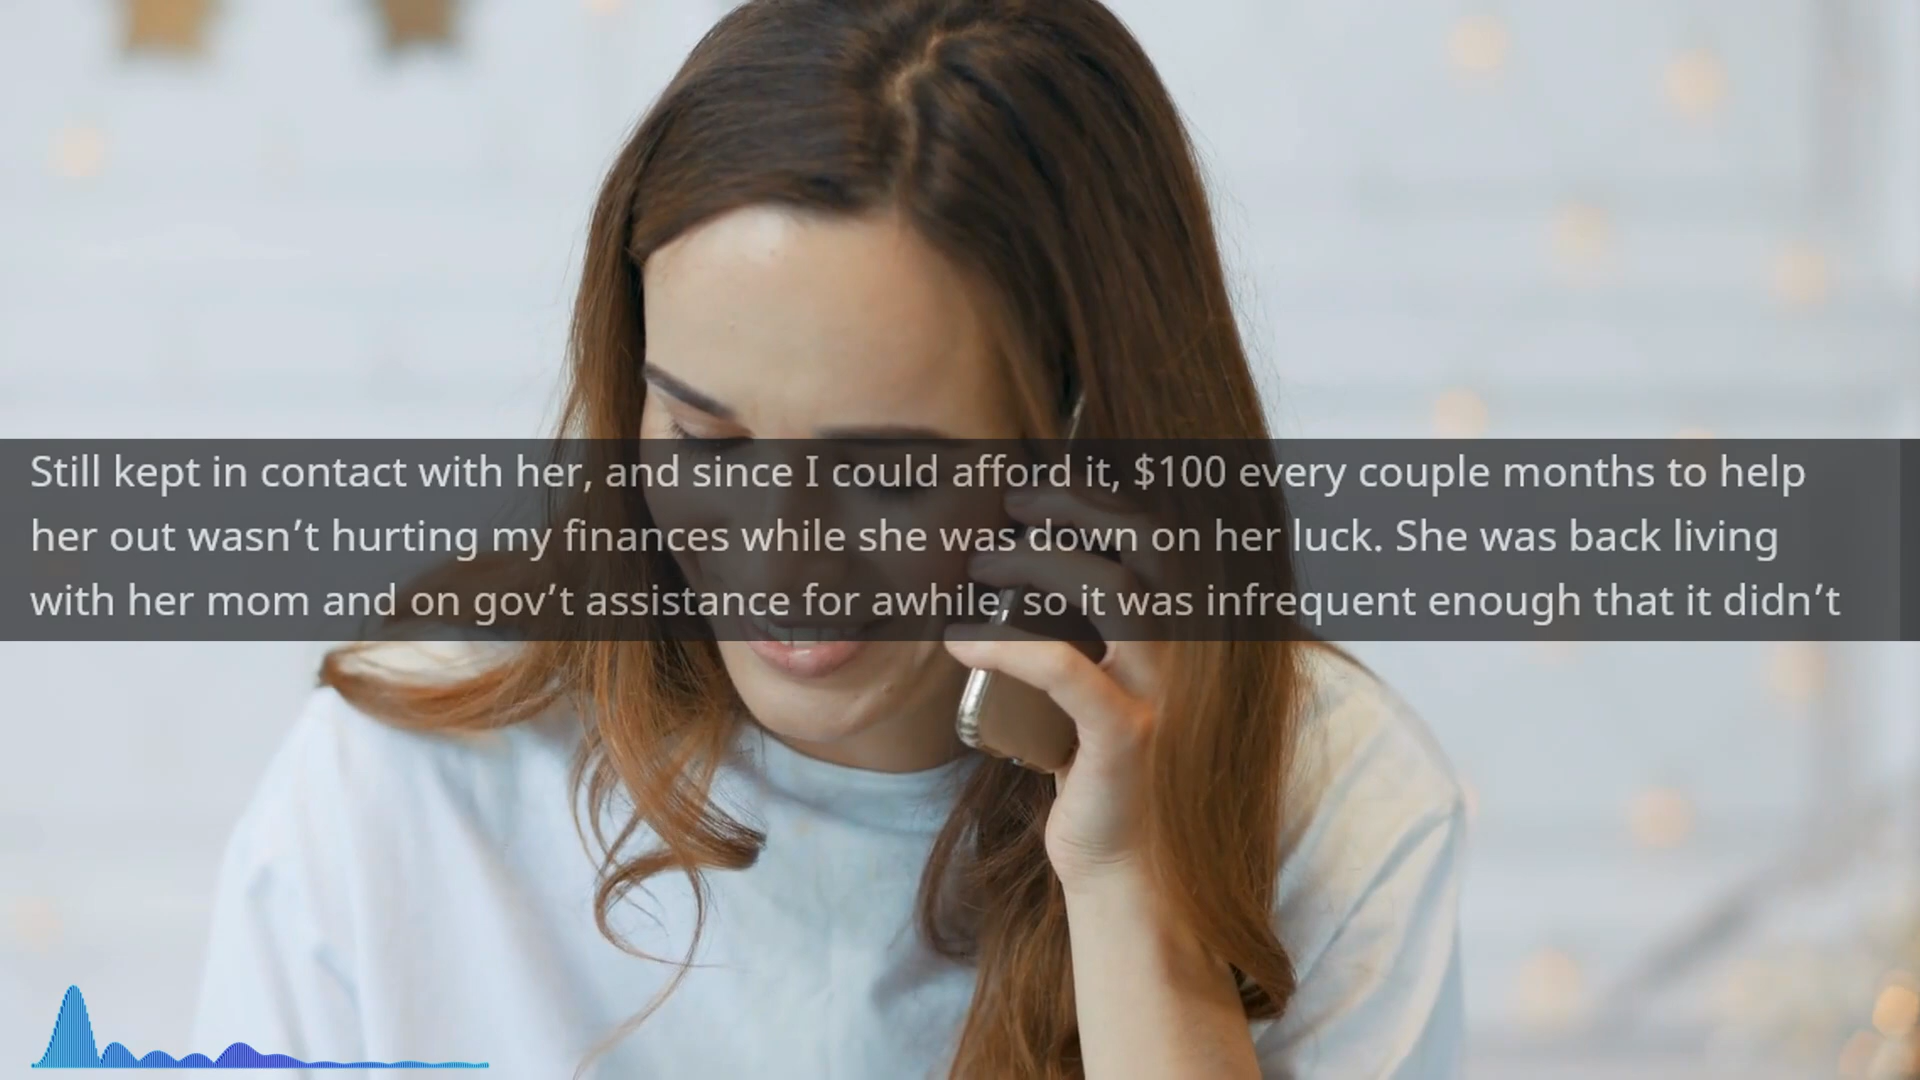 Still kept in contact with her, and since I could afford it, $100 every couple months to help
her out wasn’t hurting my finances while she was down on her luck. She was back living
with her mom and on gov’t assistance for awhile, so it was infrequent enough that it didn’t